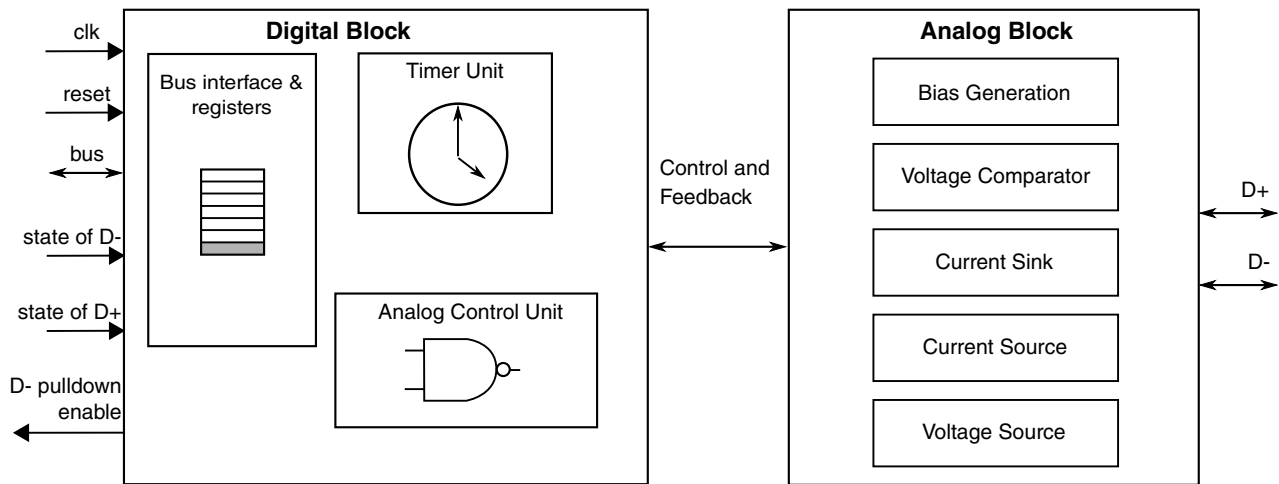 clk
reset
bus
state of D-
state of D+
D- pulldown
enable
Digital Block
Bus interface &
registers
Timer Unit
Analog Control Unit
Control and
Feedback
Analog Block
Bias Generation
Voltage Comparator
Current Sink
Current Source
Voltage Source
D+
D-